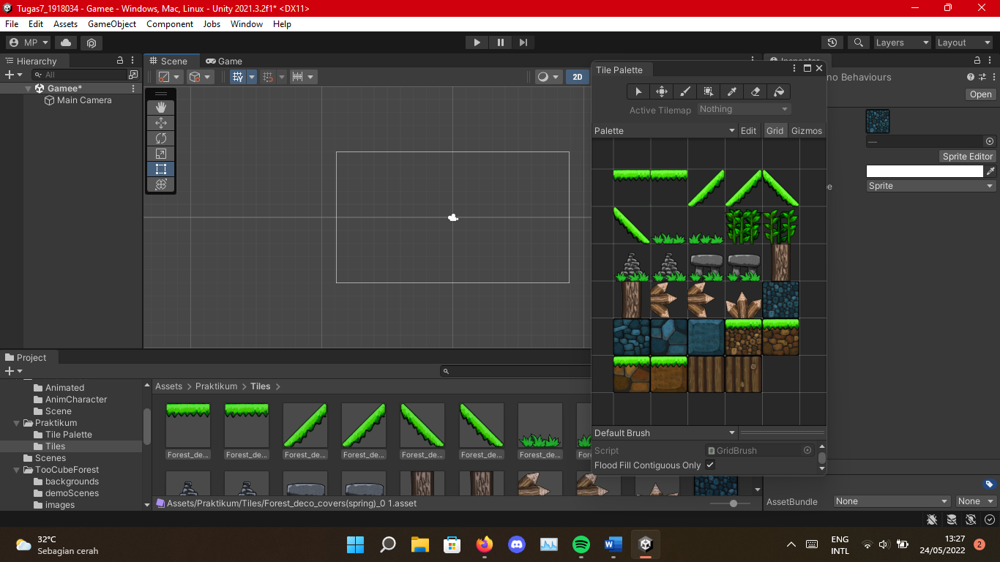 Tugas7_1918034 - Gamee - Windows, Mac, Linux - Unity 2021.3.2f1* <DX11>
File Edit Assets GameObject Component Jobs Window Help
MP Layers Layout
Hierarchy
All
Gamee*
Main Camera
Scene Game
2D
Tile Palette
Active Tilemap Nothing
Palette Edit Grid Gizmos
Default Brush
Script GridBrush
Flood Fill Contiguous Only
Inspector
no Behaviours
Open
—
Sprite Editor
e Sprite
AssetBundle None None
Project
Animated
AnimCharacter
Scene
Praktikum
Tile Palette
Tiles
Scenes
TooCubeForest
backgrounds
demoScenes
images
Assets > Praktikum > Tiles >
Forest_de... Forest_de... Forest_de... Forest_de... Forest_de... Forest_de... Forest_de... Forest_de...
Assets/Praktikum/Tiles/Forest_deco_covers(spring)_0 1.asset
32°C
Sebagian cerah
ENG
INTL
13:27
24/05/2022
2